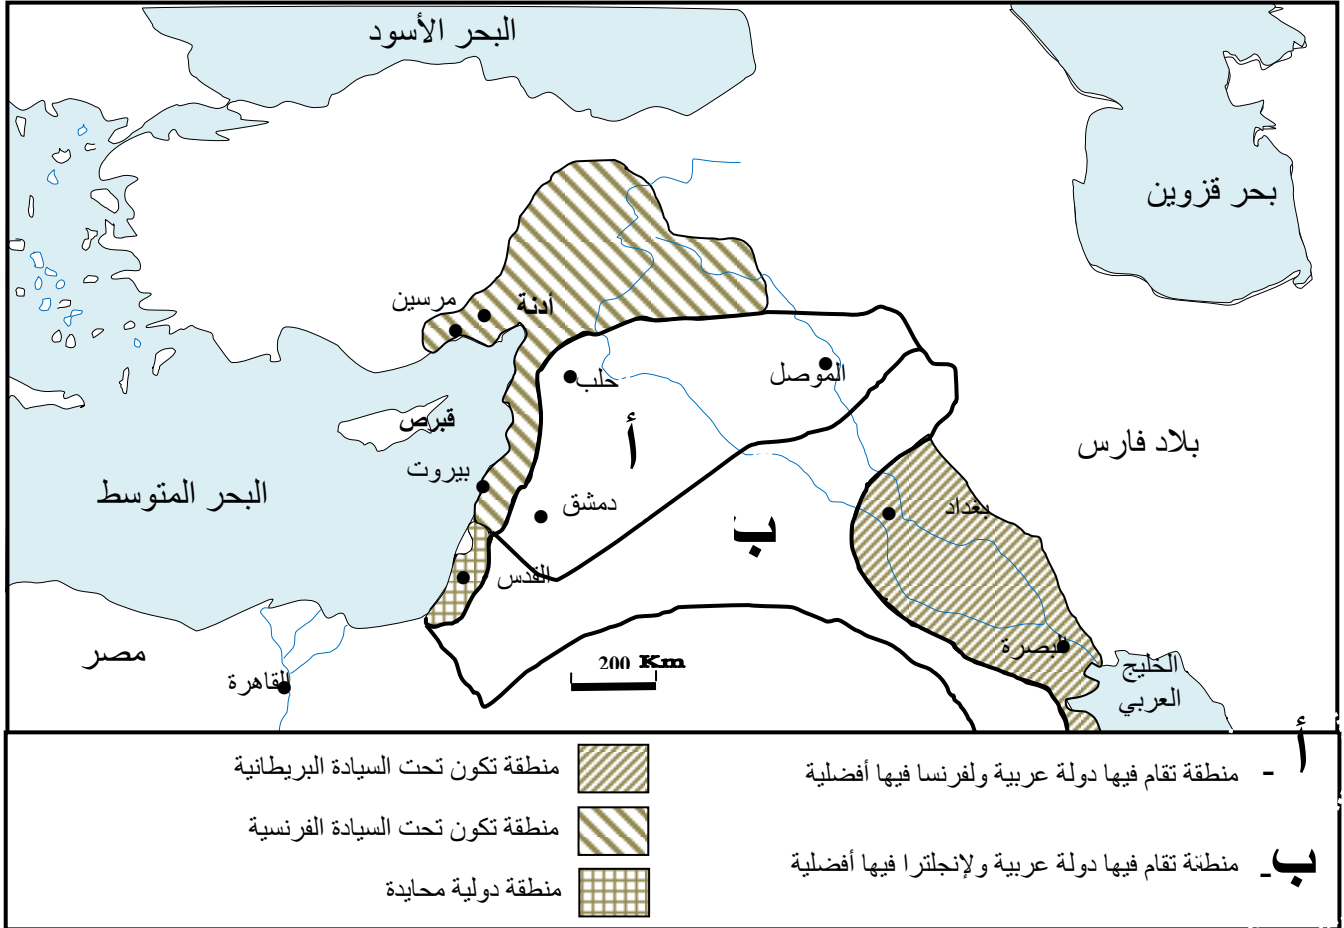 البحر الأسود
بحر قزوين
مرسين
أدنة
حلب
الموصل
قبرص
أ
بلاد فارس
بيروت
البحر المتوسط
دمشق
بغداد
ب
القدس
مصر
القاهرة
200 Km
البصرة
الخليج
العربي
أ - منطقة تقام فيها دولة عربية ولفرنسا فيها أفضلية
ب - منطقة تقام فيها دولة عربية ولإنجلترا فيها أفضلية
منطقة تكون تحت السيادة البريطانية
منطقة تكون تحت السيادة الفرنسية
منطقة دولية محايدة